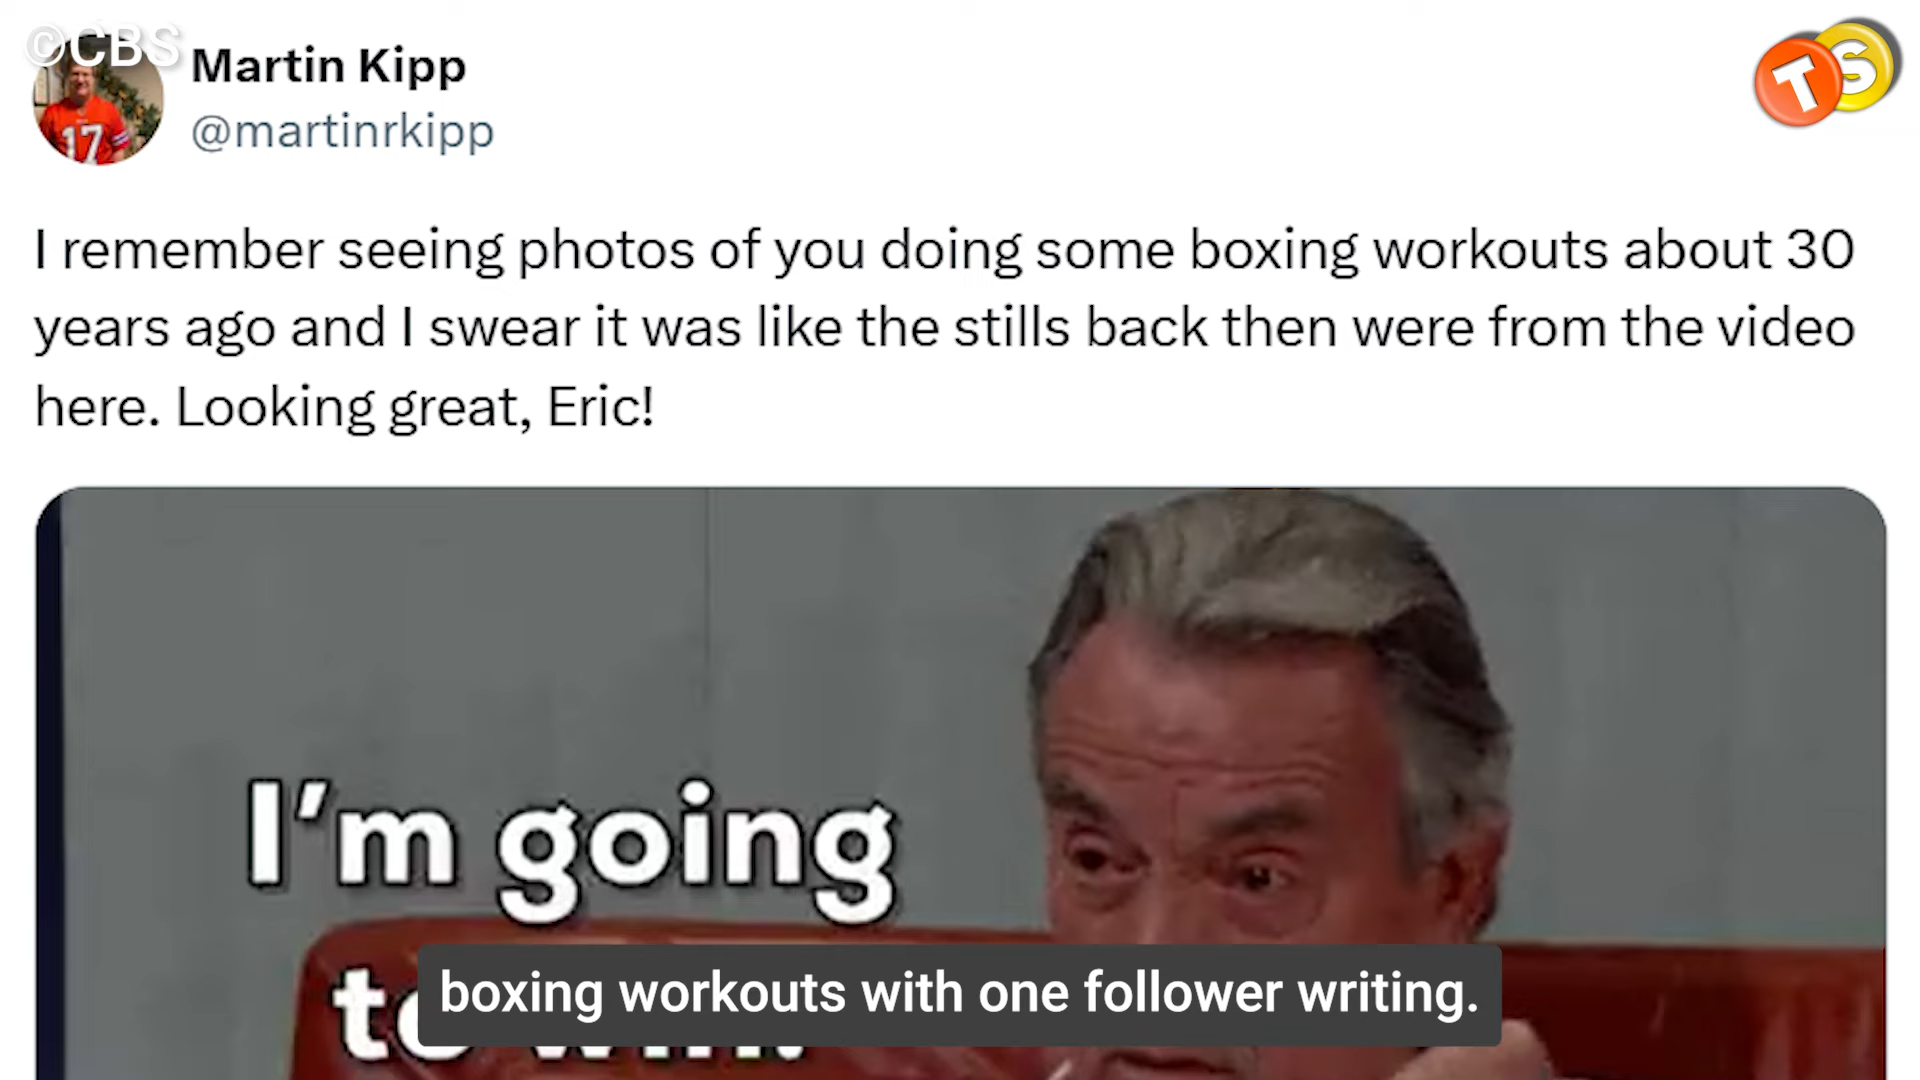 ©CBS
Martin Kipp
@martinrkipp
TS
17
I remember seeing photos of you doing some boxing workouts about 30
years ago and I swear it was like the stills back then were from the video
here. Looking great, Eric!
I'm going
boxing workouts with one follower writing.